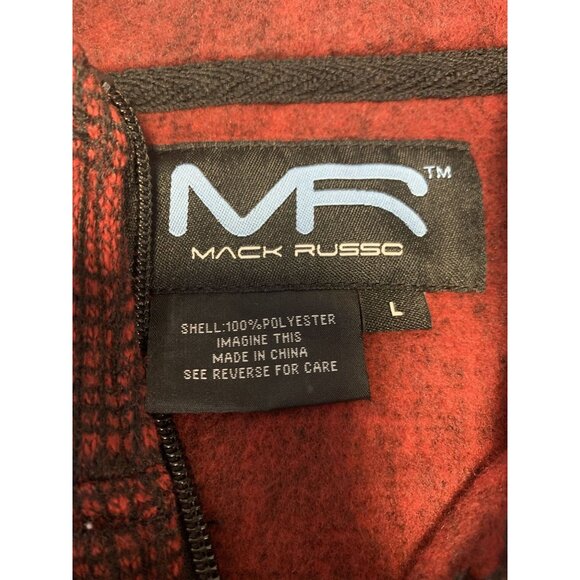 MR™
MACK RUSSO
L
SHELL:100%POLYESTER
IMAGINE THIS
MADE IN CHINA
SEE REVERSE FOR CARE